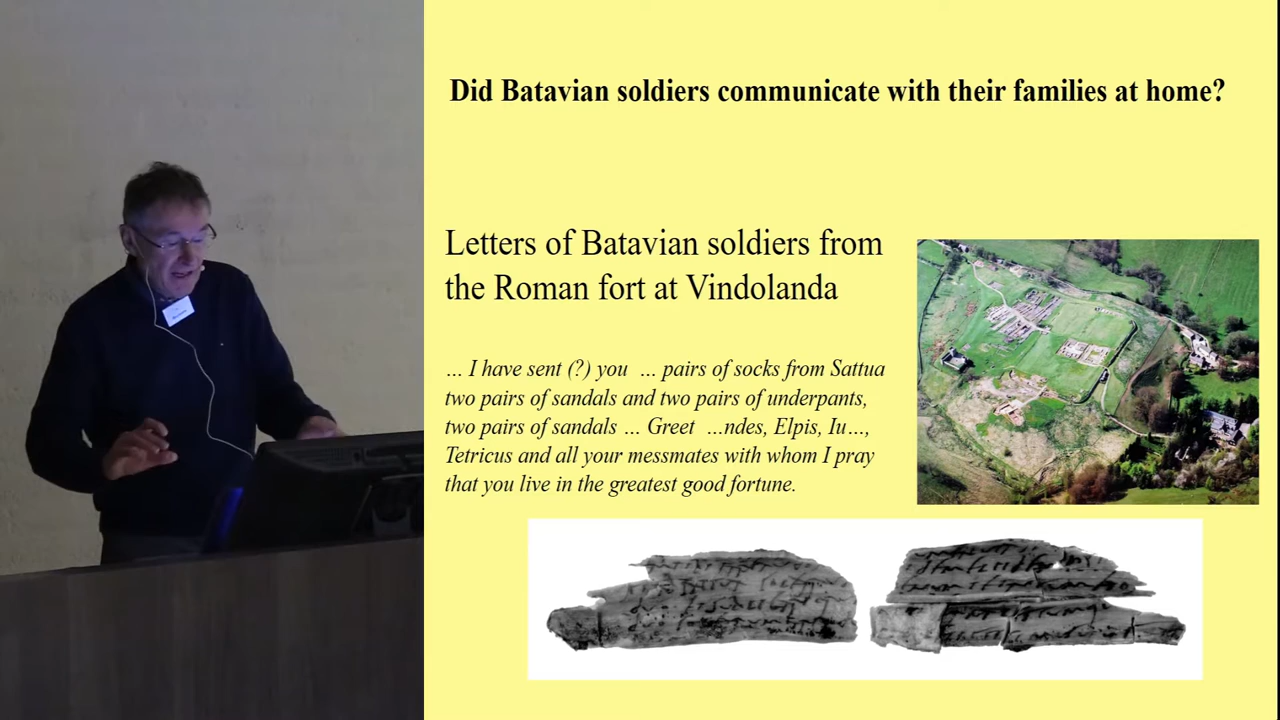 Did Batavian soldiers communicate with their families at home?
Letters of Batavian soldiers from
the Roman fort at Vindolanda
… I have sent (?) you … pairs of socks from Sattua
two pairs of sandals and two pairs of underpants,
two pairs of sandals … Greet …ndes, Elpis, Iu…,
Tetricus and all your messmates with whom I pray
that you live in the greatest good fortune.